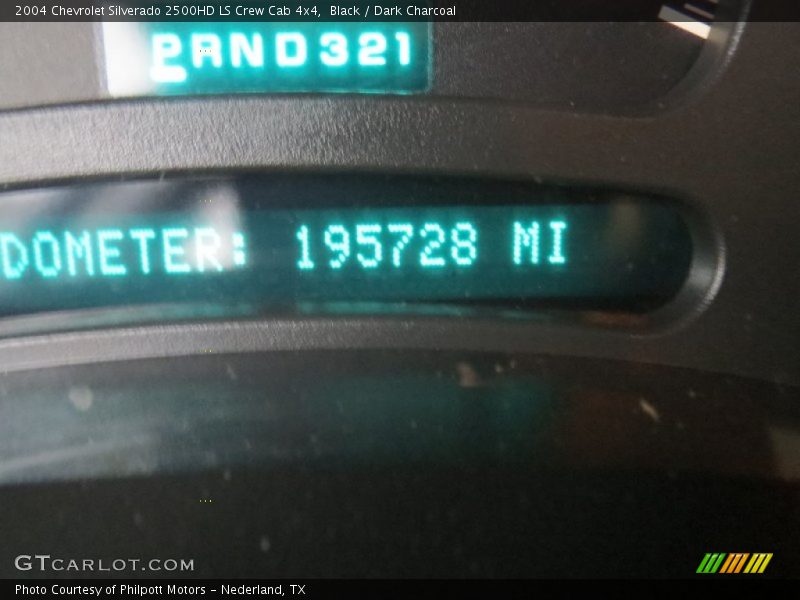 2004 Chevrolet Silverado 2500HD LS Crew Cab 4x4,  Black / Dark Charcoal
PRND321
DOMETER: 195728 MI
GTCARLOT.COM
Photo Courtesy of Philpott Motors - Nederland, TX